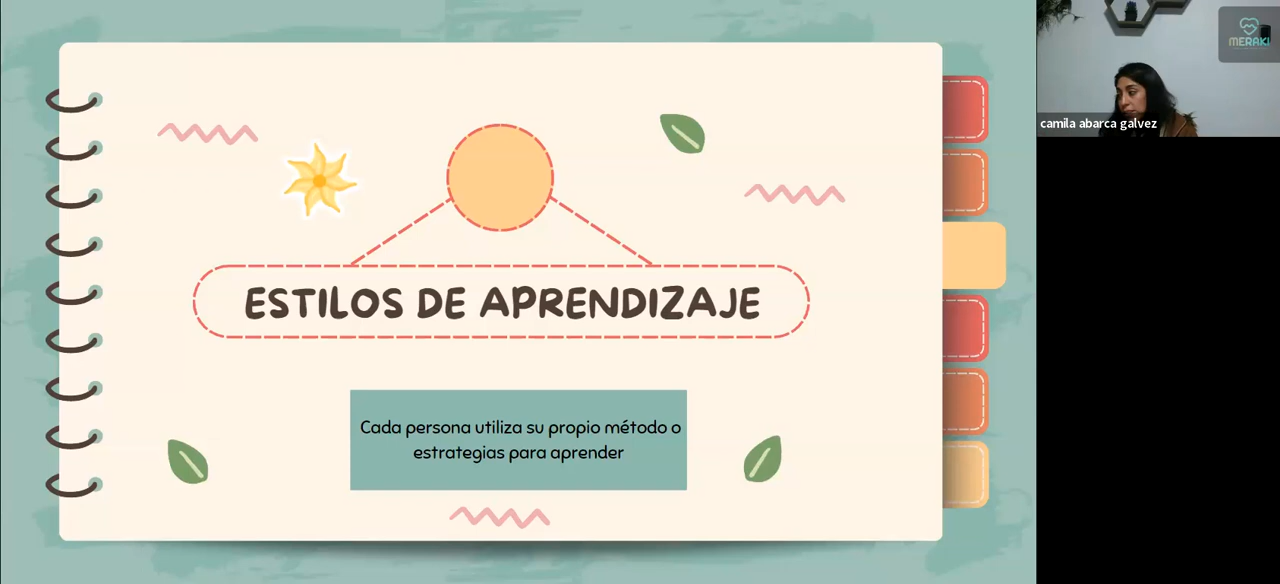 ESTILOS DE APRENDIZAJE
Cada persona utiliza su propio método o
estrategias para aprender
MERAKI
camila abarca galvez